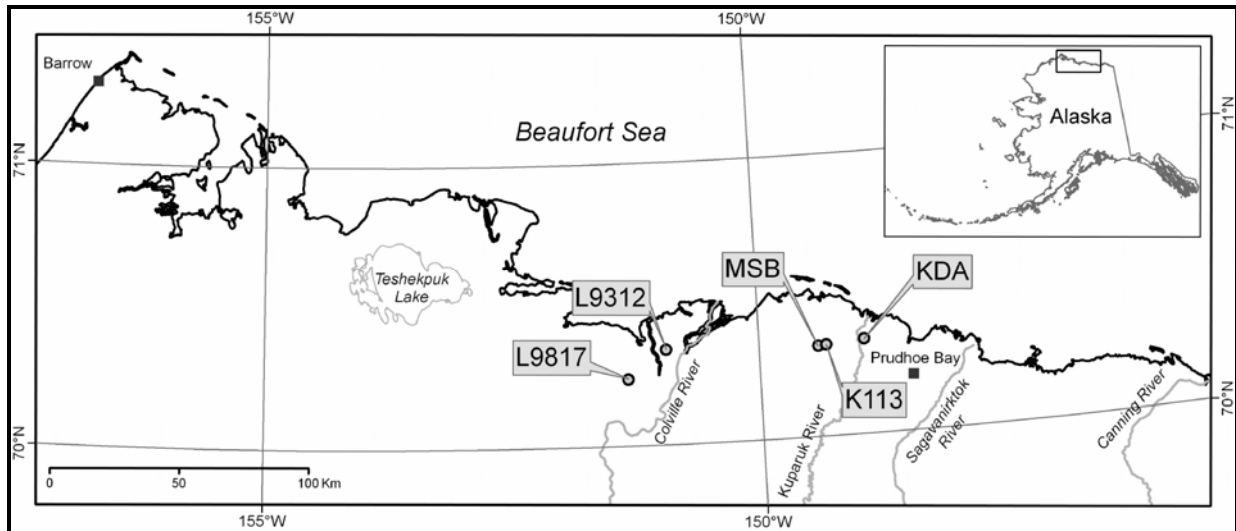 155°W
150°W
Barrow
71°N
71°N
Beaufort Sea
Alaska
Teshekpuk
Lake
MSB
KDA
L9312
L9817
Prudhoe Bay
K113
Colville River
Kuparuk River
Sagavanirktok
River
Canning River
70°N
70°N
0
50
100 Km
155°W
150°W